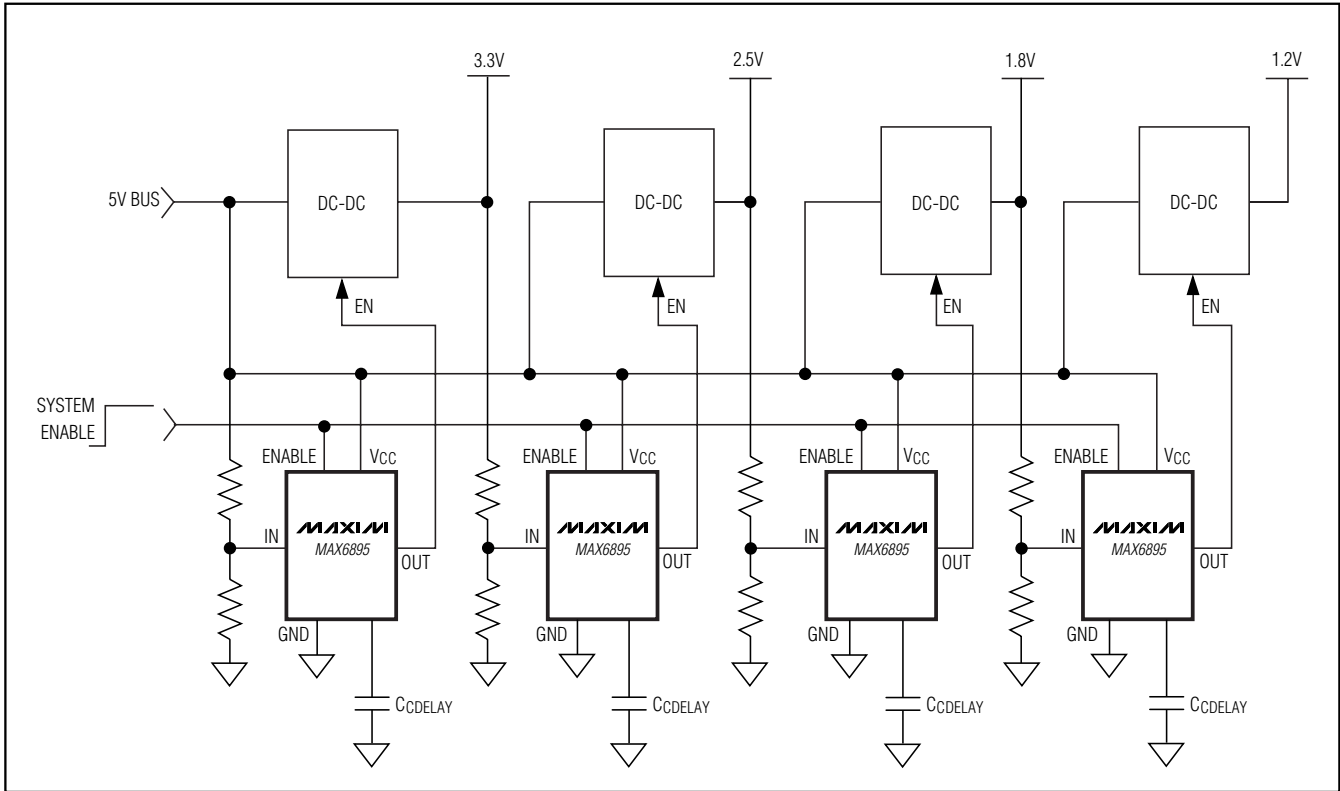 3.3V
2.5V
1.8V
1.2V
5V BUS
DC-DC
DC-DC
DC-DC
DC-DC
EN
EN
EN
EN
SYSTEM
ENABLE
ENABLE
VCC
ENABLE
VCC
ENABLE
VCC
ENABLE
VCC
IN
MAXIM
MAX6895
OUT
IN
MAXIM
MAX6895
OUT
IN
MAXIM
MAX6895
OUT
IN
MAXIM
MAX6895
OUT
GND
GND
GND
GND
CCDELAY
CCDELAY
CCDELAY
CCDELAY